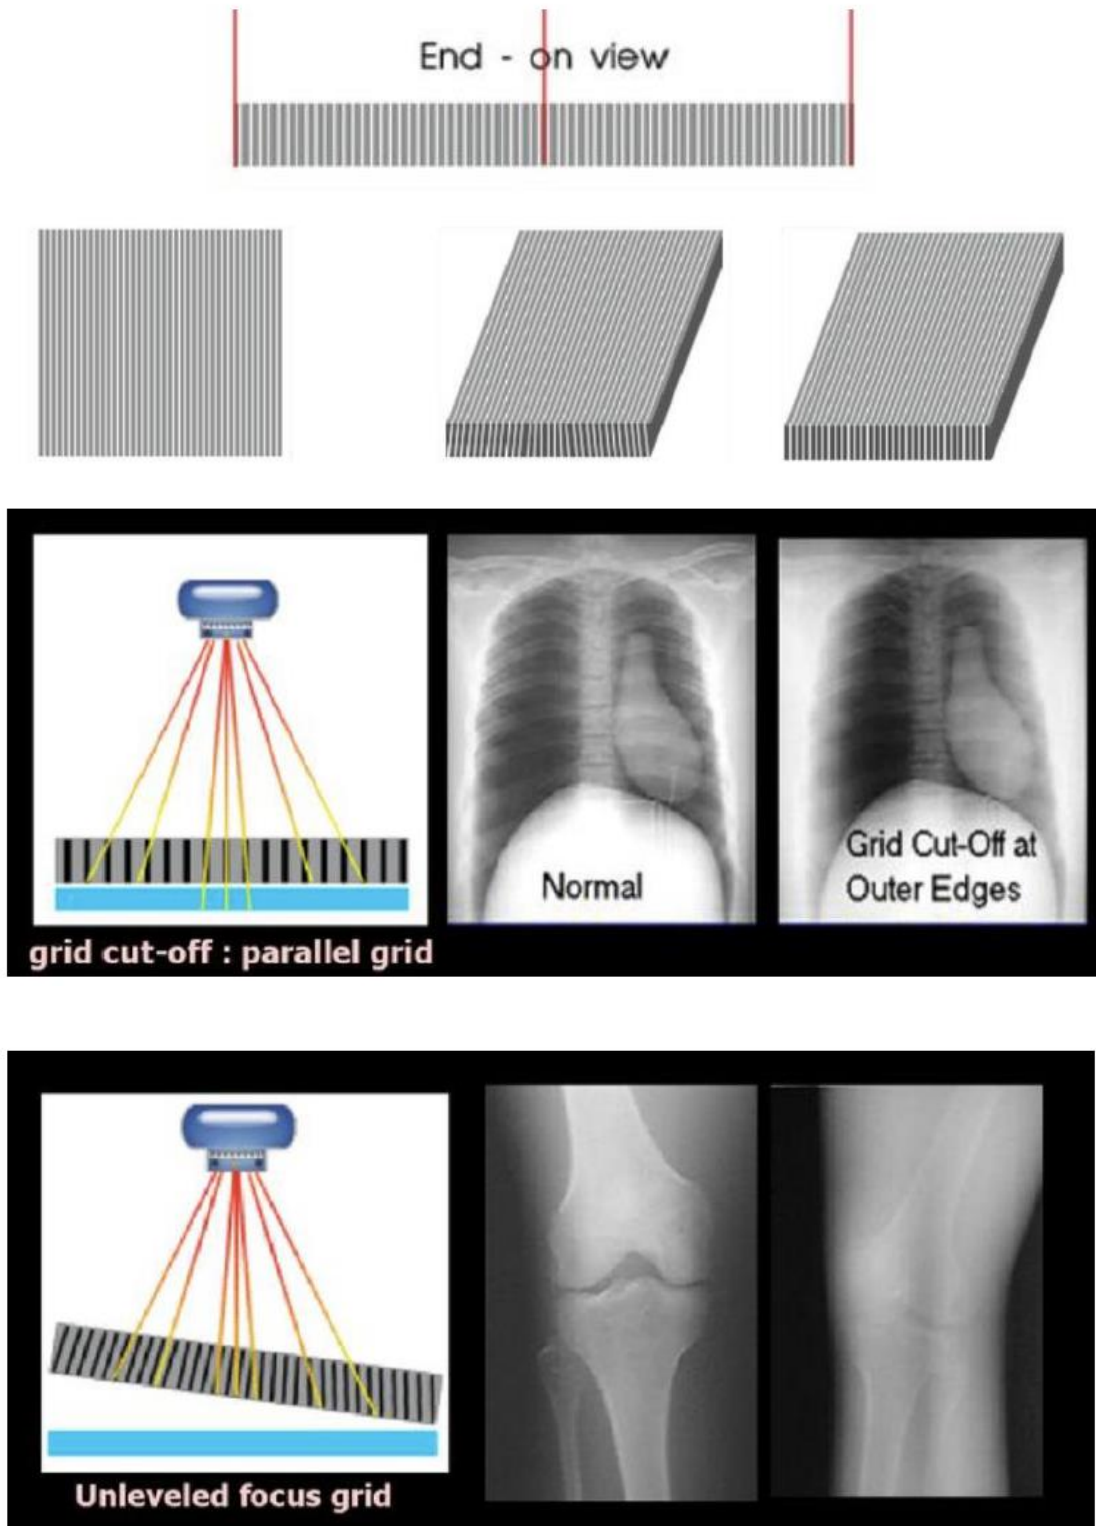 End - on view
Normal
Grid Cut-Off at
Outer Edges
grid cut-off : parallel grid
Unleveled focus grid